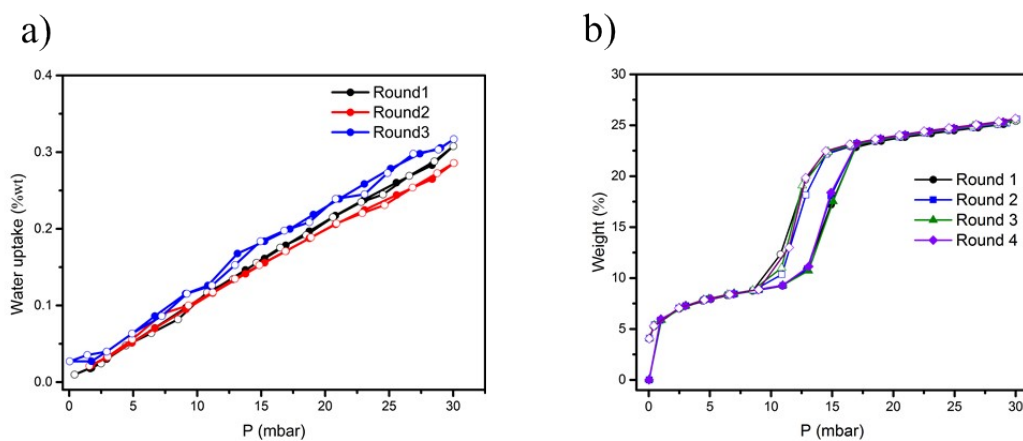 a)
0.4
0.3
0.2
0.1
0.0
Water uptake (%wt)
Round1
Round2
Round3
0 5 10 15 20 25 30
P (mbar)
b)
30
25
20
15
10
5
0
Weight (%)
Round 1
Round 2
Round 3
Round 4
0 5 10 15 20 25 30
P (mbar)